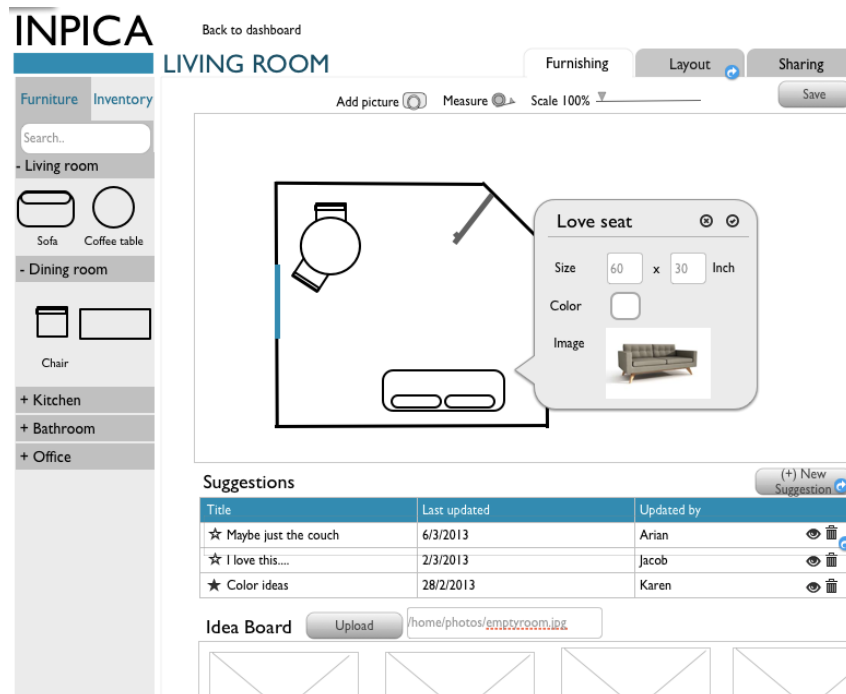 INPICA
Back to dashboard
LIVING ROOM
Furnishing
Layout
Sharing
Furniture
Inventory
Add picture
Measure
Scale 100%
Save
Search..
- Living room
Sofa
Coffee table
- Dining room
Chair
+ Kitchen
+ Bathroom
+ Office
Love seat
Size 60 x 30 Inch
Color
Image
Suggestions
(+) New
Suggestion
Title Last updated Updated by
Maybe just the couch 6/3/2013 Arian
I love this.... 2/3/2013 Jacob
Color ideas 28/2/2013 Karen
Idea Board
Upload
/home/photos/emptyroom.jpg